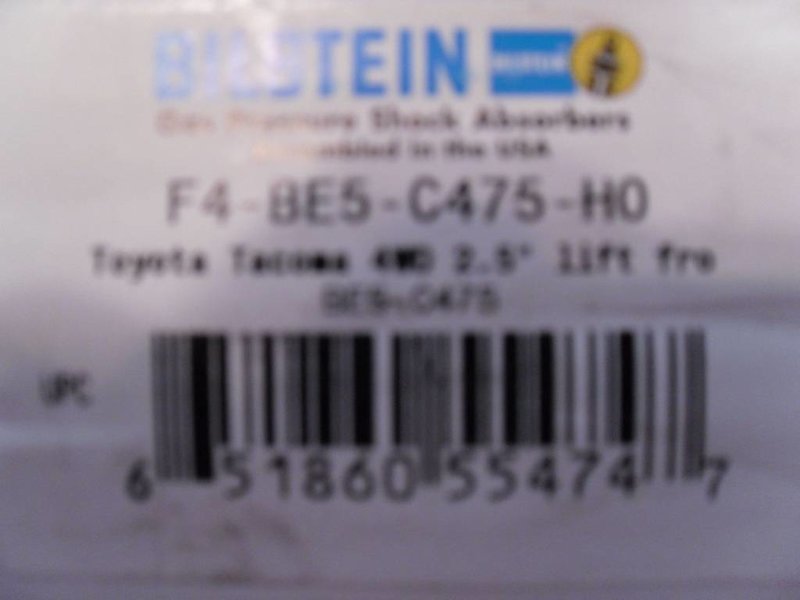 BILSTEIN
Gas Pressure Shock Absorbers
Assembled in the USA
F4-BE5-C475-H0
Toyota Tacoma 4WD 2.5" lift fro
BE5-C475
UPC
6 51860 55474 7